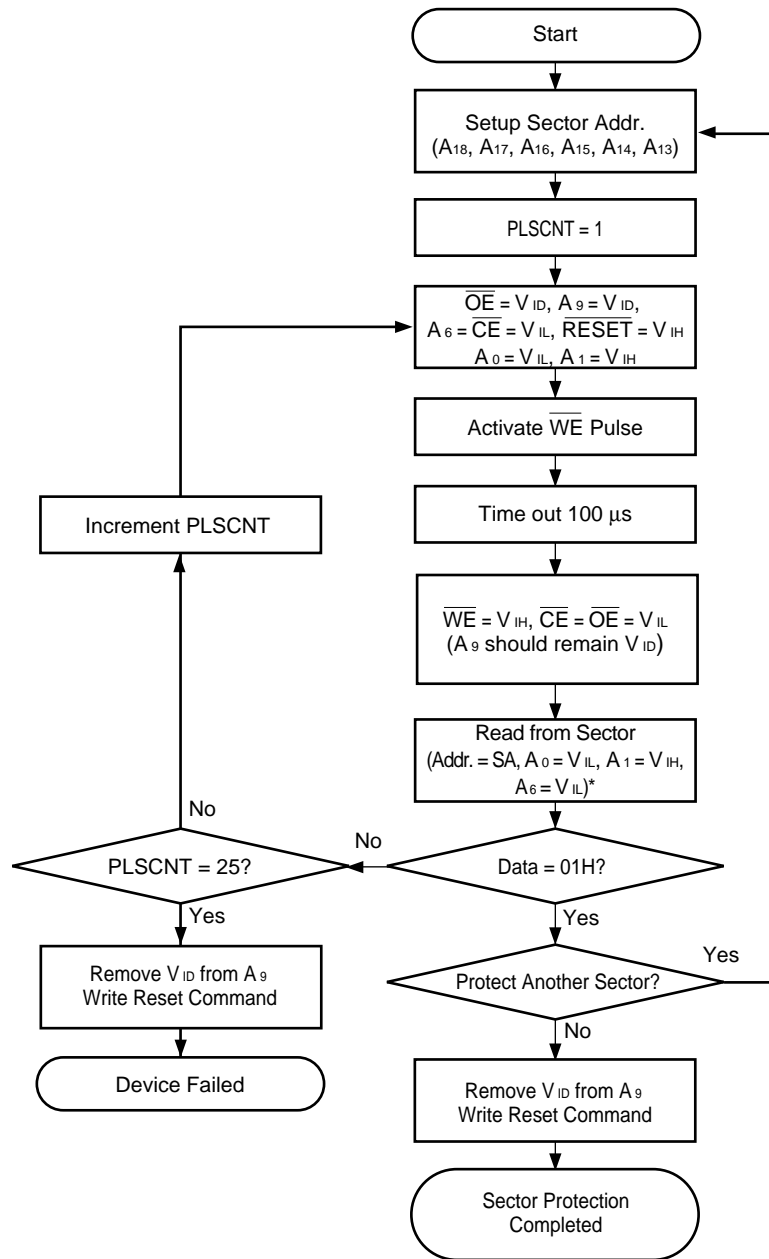 Start
Setup Sector Addr.
(A18, A17, A16, A15, A14, A13)
PLSCNT = 1
OE = VID, A9 = VID,
A6 = CE = VIL, RESET = VIH
A0 = VIL, A1 = VIH
Activate WE Pulse
Time out 100 μs
Increment PLSCNT
WE = VIH, CE = OE = VIL
(A9 should remain VID)
Read from Sector
(Addr. = SA, A0 = VIL, A1 = VIH,
A6 = VIL)*
No
PLSCNT = 25?
No
Data = 01H?
Yes
Yes
Remove VID from A9
Write Reset Command
Protect Another Sector?
Yes
Device Failed
No
Remove VID from A9
Write Reset Command
Sector Protection
Completed